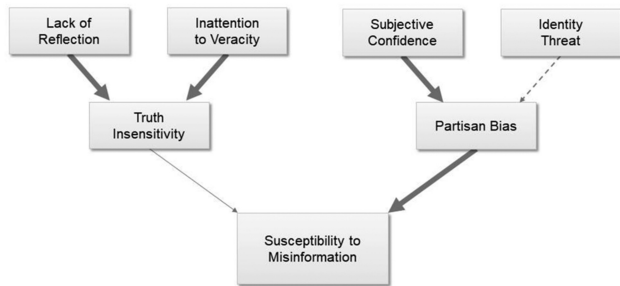 Lack of
Reflection
Inattention
to Veracity
Subjective
Confidence
Identity
Threat
Truth
Insensitivity
Partisan Bias
Susceptibility to
Misinformation